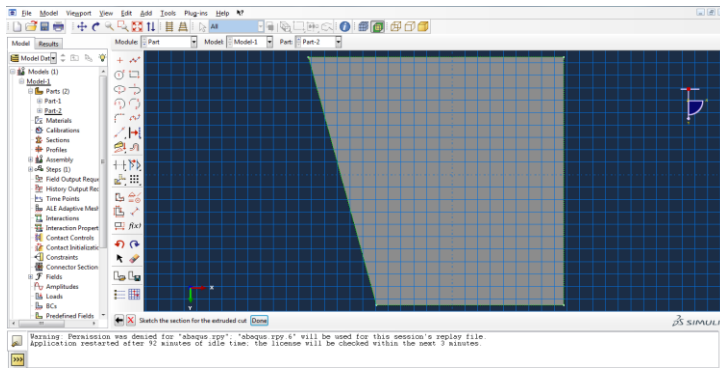 File Model Viewport View Edit Add Tools Plug-ins Help
All
Model Results Module: Part Model: Model-1 Part: Part-2
Model Dat
Models (1)
Model-1
Parts (2)
Part-1
Part-2
Materials
Calibrations
Sections
Profiles
Assembly
Steps (1)
Field Output Reque
History Output Req
Time Points
ALE Adaptive Mesh
Interactions
Interaction Propert
Contact Controls
Contact Initializatio
Constraints
Connector Section
Fields
Amplitudes
Loads
BCs
Predefined Fields
f(x)
X
Y
Sketch the section for the extruded cut Done
SIMULI
Warning: Permission was denied for "abaqus.rpy"; "abaqus.rpy.6" will be used for this session's replay file.
Application restarted after 92 minutes of idle time; the license will be checked within the next 3 minutes.
>>>